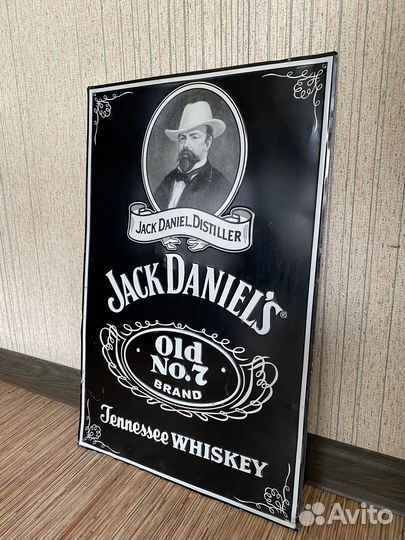 JACK DANIEL, DISTILLER
JACK DANIEL'S®
Old
No.7
BRAND
Tennessee WHISKEY
Avito